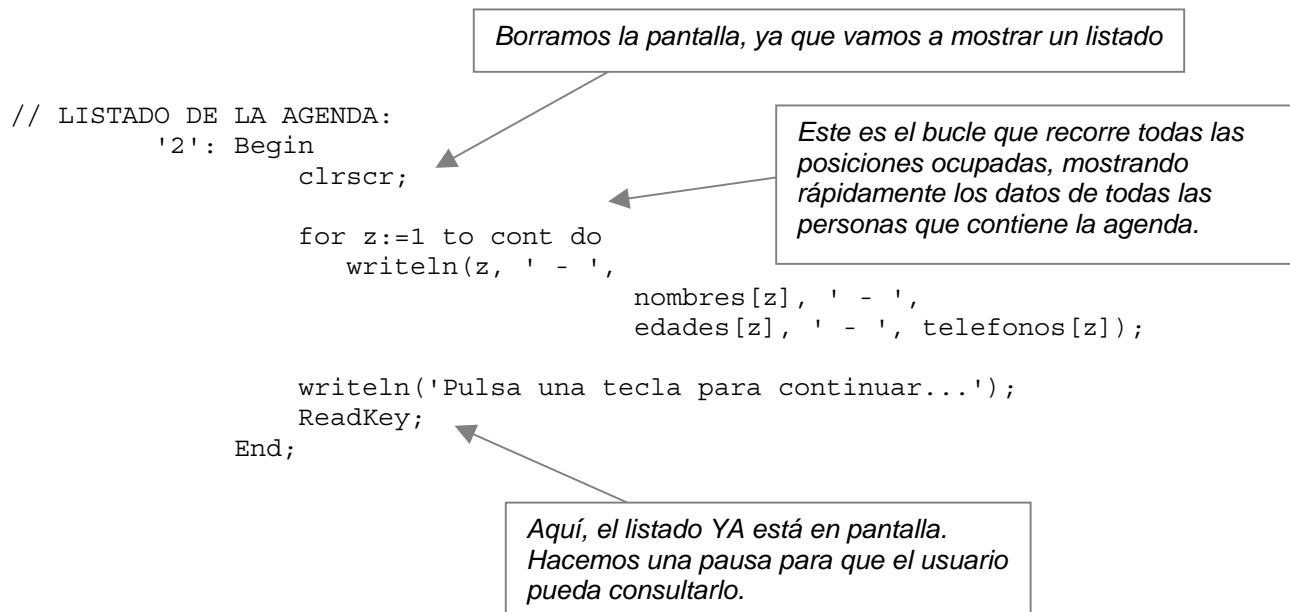 Borramos la pantalla, ya que vamos a mostrar un listado
// LISTADO DE LA AGENDA:
'2': Begin
clrscr;
Este es el bucle que recorre todas las
posiciones ocupadas, mostrando
rápidamente los datos de todas las
personas que contiene la agenda.
for z:=1 to cont do
writeln(z, ' - ',
nombres[z], ' - ',
edades[z], ' - ', telefonos[z]);
writeln('Pulsa una tecla para continuar...');
ReadKey;
End;
Aquí, el listado YA está en pantalla.
Hacemos una pausa para que el usuario
pueda consultarlo.